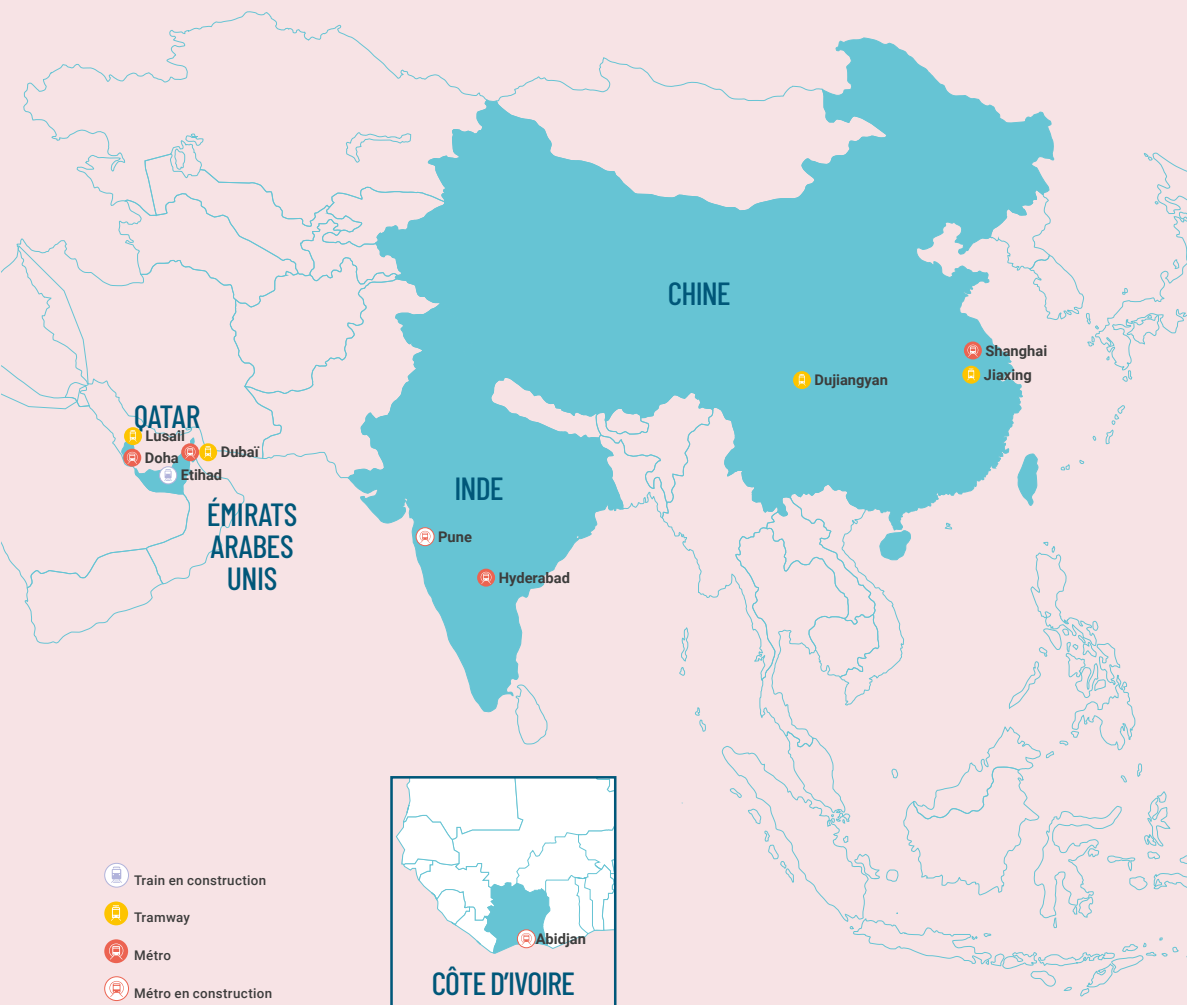 CHINE
Shanghai
Jiaxing
Dujiangyan
QATAR
Lusail
Doha
Dubaï
Etihad
ÉMIRATS
ARABES
UNIS
INDE
Pune
Hyderabad
Train en construction
Tramway
Métro
Métro en construction
Abidjan
CÔTE D'IVOIRE